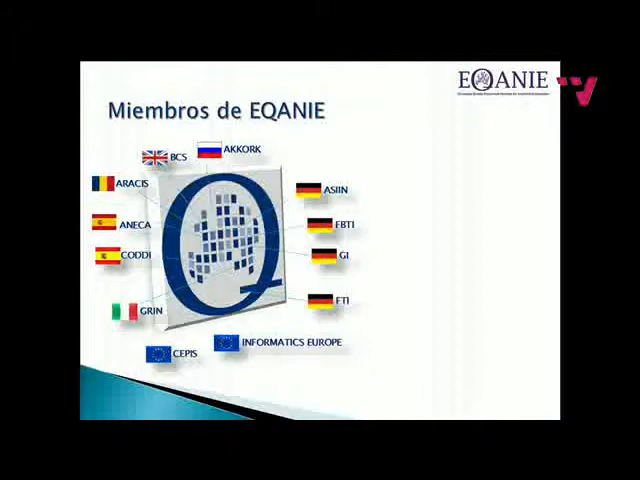 EQANIE
Miembros de EQANIE
BCS
AKKORK
ARACIS
ASIIN
ANECA
FBTI
CODDI
GI
GRIN
FTI
INFORMATICS EUROPE
CEPIS